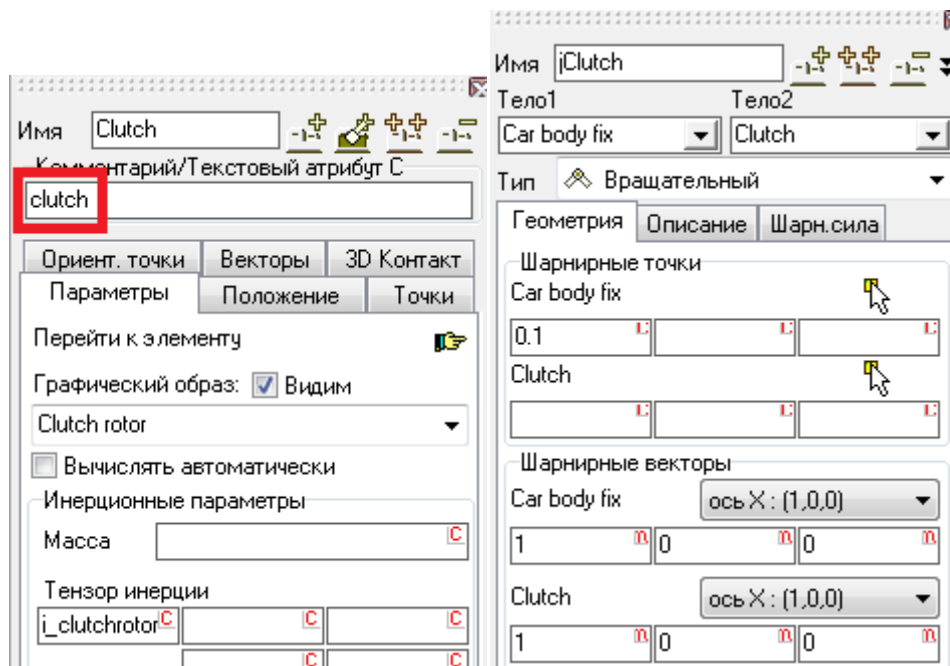 Имя Clutch
Комментарий/Текстовый атрибут C
clutch
Ориент. точки Векторы 3D Контакт
Параметры Положение Точки
Перейти к элементу
Графический образ: Видим
Clutch rotor
Вычислять автоматически
Инерционные параметры
Масса C
Тензор инерции
i_clutchrotor C C C
C C
Имя jClutch
Тело1 Тело2
Car body fix Clutch
Тип Вращательный
Геометрия Описание Шарн.сила
Шарнирные точки
Car body fix
0.1 C C C
Clutch
C C C
Шарнирные векторы
Car body fix ось X : (1,0,0)
1 n 0 n 0 n
Clutch ось X : (1,0,0)
1 n 0 n 0 n